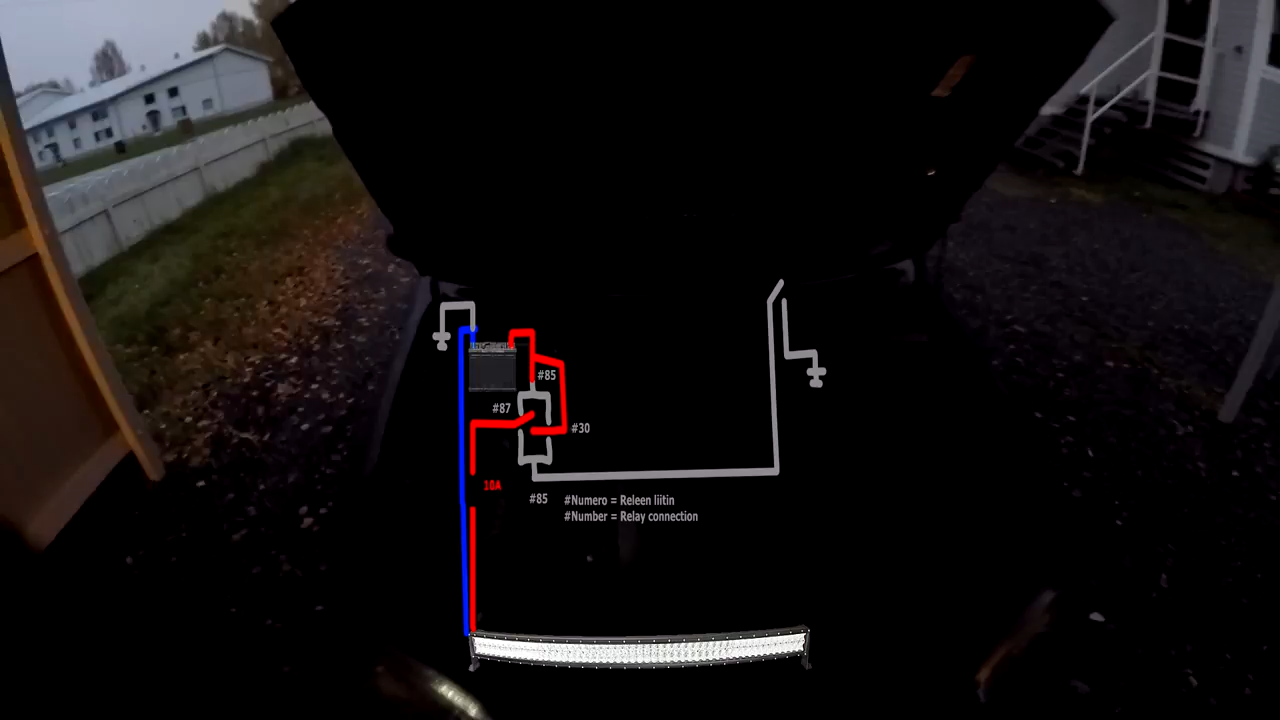 #85
#87
#30
10A
#85
#Numero = Releen liitin
#Number = Relay connection